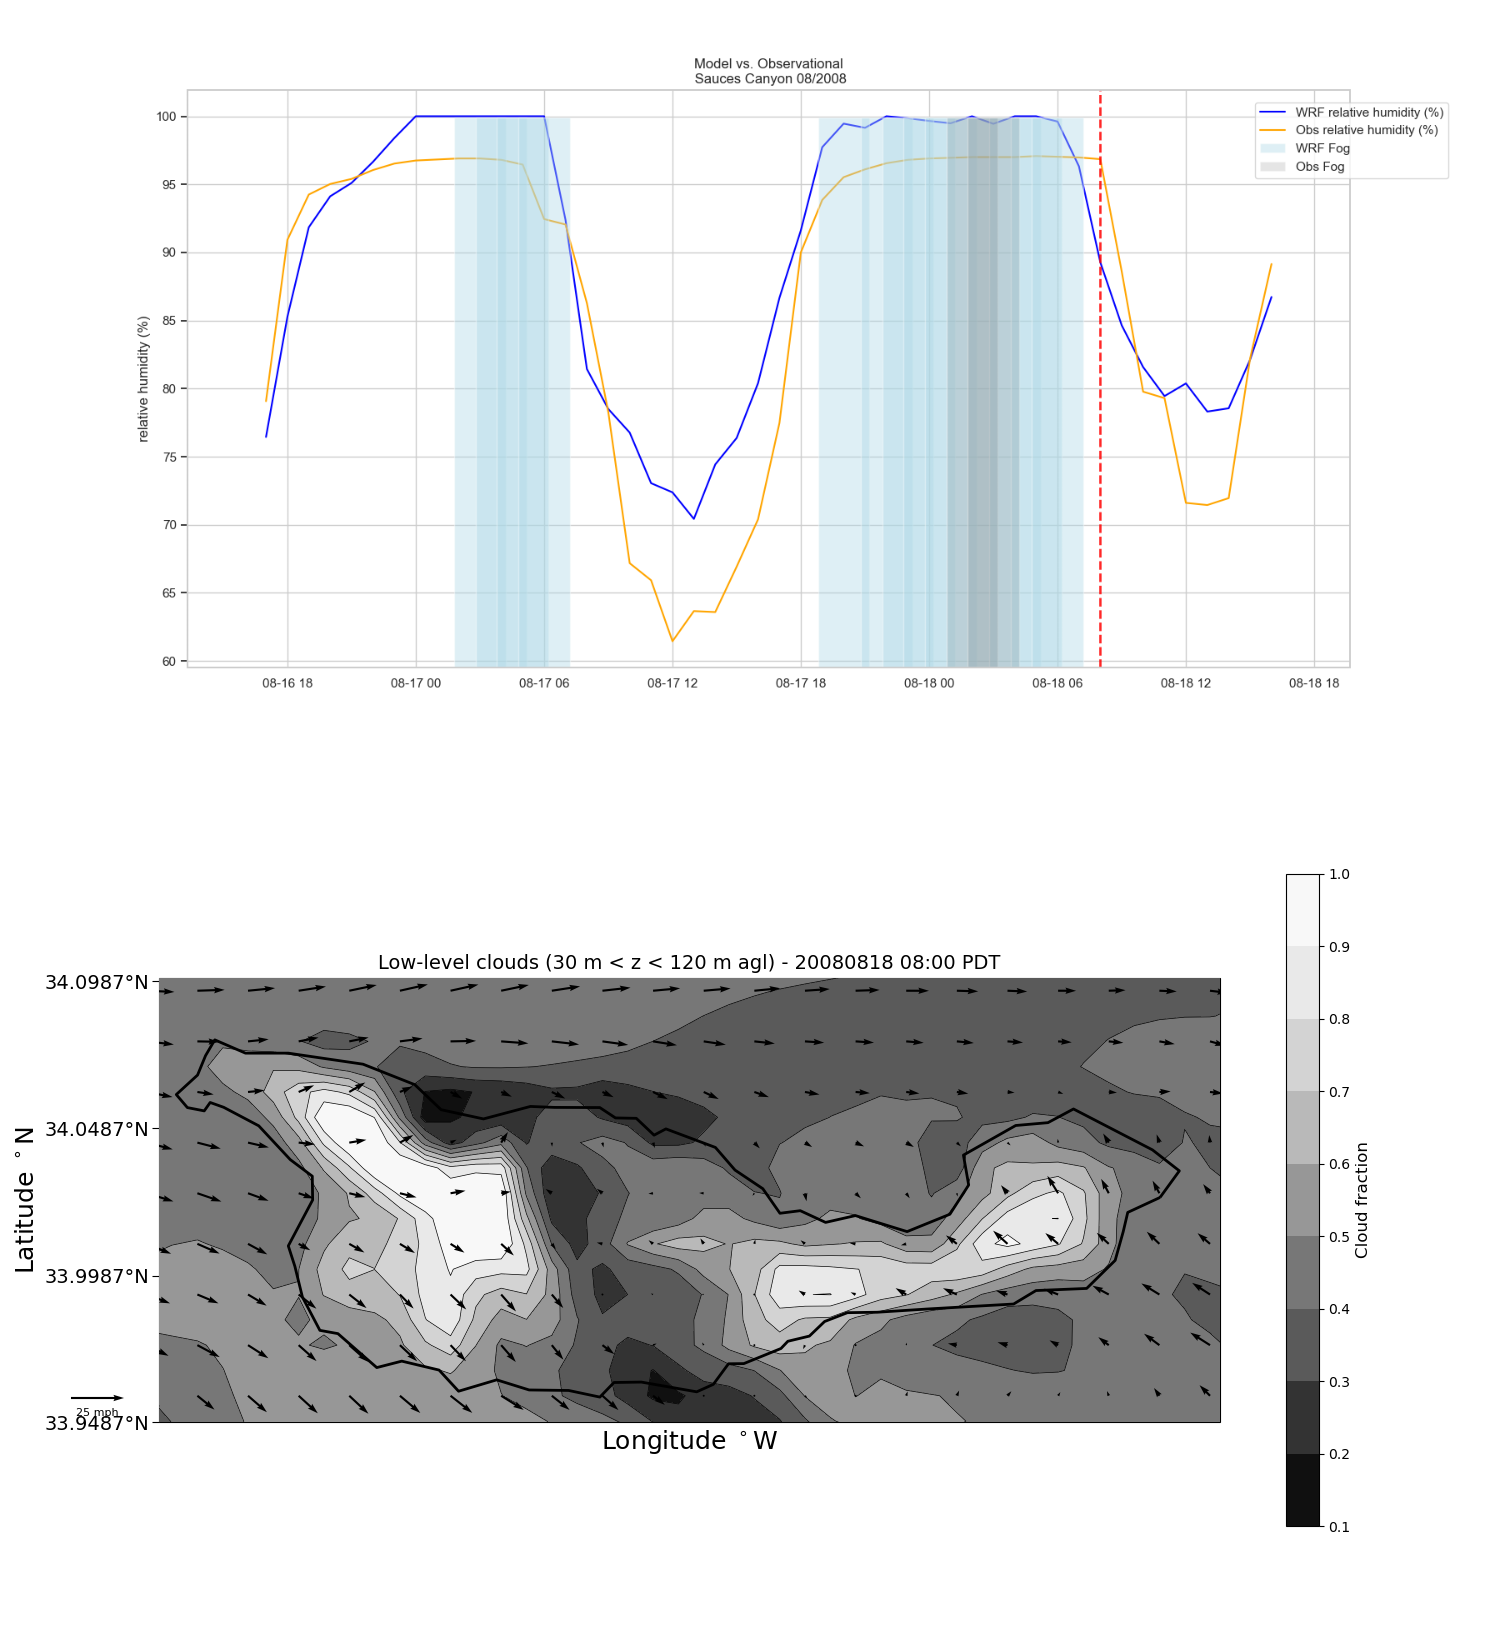 Model vs. Observational
Sauces Canyon 08/2008
WRF relative humidity (%)
Obs relative humidity (%)
WRF Fog
Obs Fog
100
95
90
85
80
75
70
65
60
relative humidity (%)
08-16 18
08-17 00
08-17 06
08-17 12
08-17 18
08-18 00
08-18 06
08-18 12
08-18 18
Low-level clouds (30 m < z < 120 m agl) - 20080818 08:00 PDT
34.0987°N
34.0487°N
33.9987°N
33.9487°N
Latitude °N
25 mph
Longitude °W
1.0
0.9
0.8
0.7
0.6
0.5
0.4
0.3
0.2
0.1
Cloud fraction